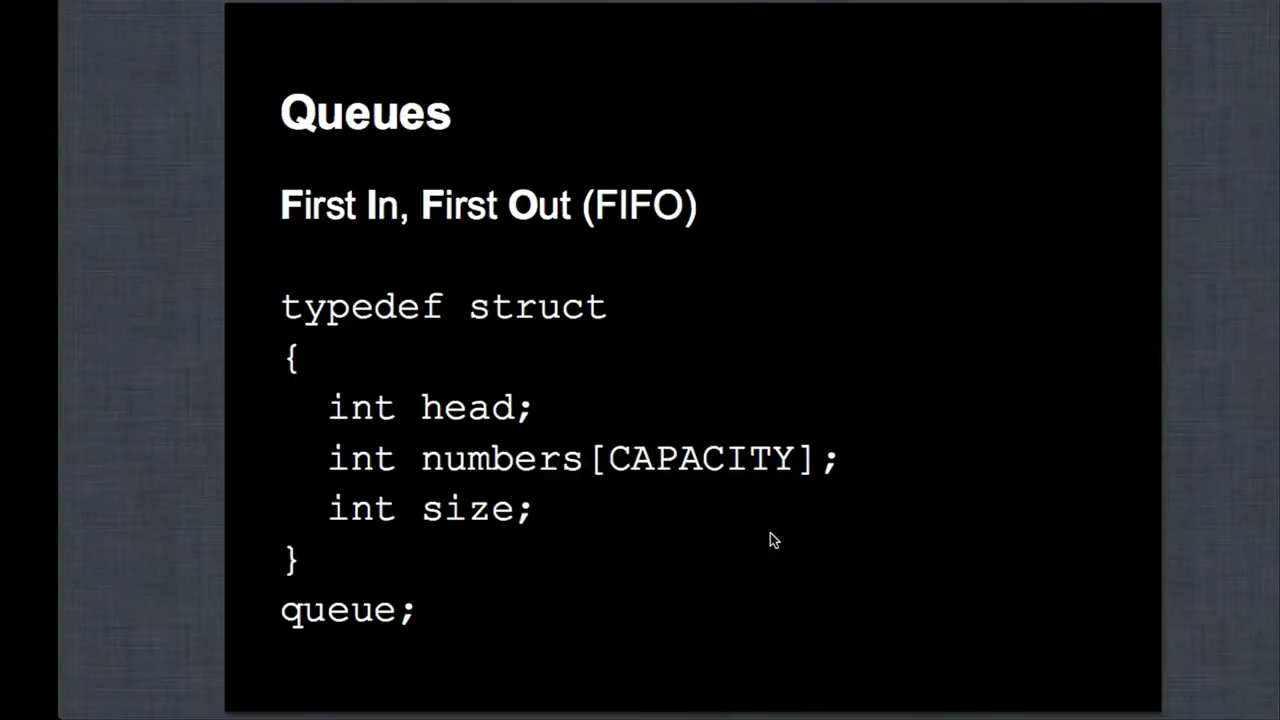 Queues
First In, First Out (FIFO)
typedef struct
{
int head;
int numbers[CAPACITY];
int size;
}
queue;